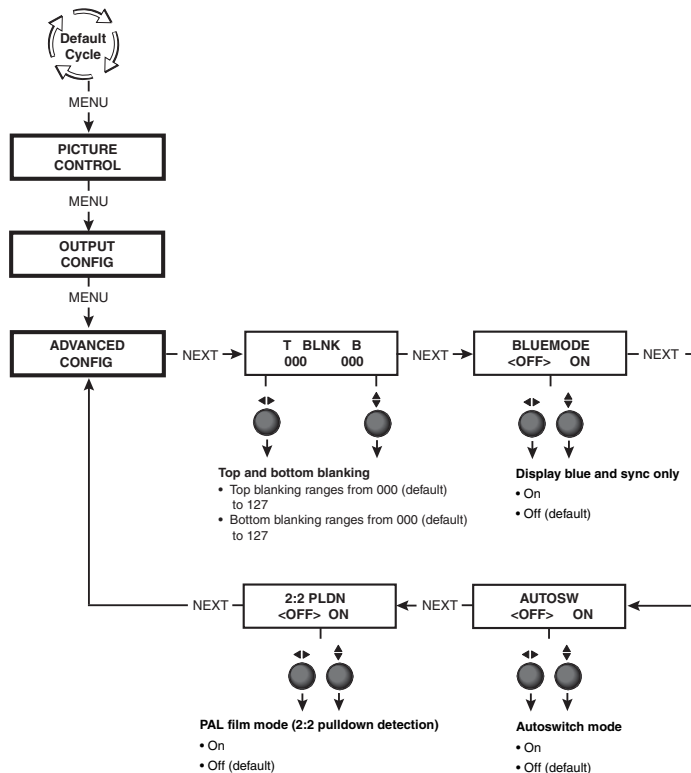 Default
Cycle
MENU
PICTURE
CONTROL
MENU
OUTPUT
CONFIG
MENU
ADVANCED
CONFIG
NEXT
T BLNK B
000 000
NEXT
BLUEMODE
<OFF> ON
NEXT
Top and bottom blanking
• Top blanking ranges from 000 (default)
to 127
• Bottom blanking ranges from 000 (default)
to 127
Display blue and sync only
• On
• Off (default)
NEXT
2:2 PLDN
<OFF> ON
NEXT
AUTOSW
<OFF> ON
PAL film mode (2:2 pulldown detection)
• On
• Off (default)
Autoswitch mode
• On
• Off (default)